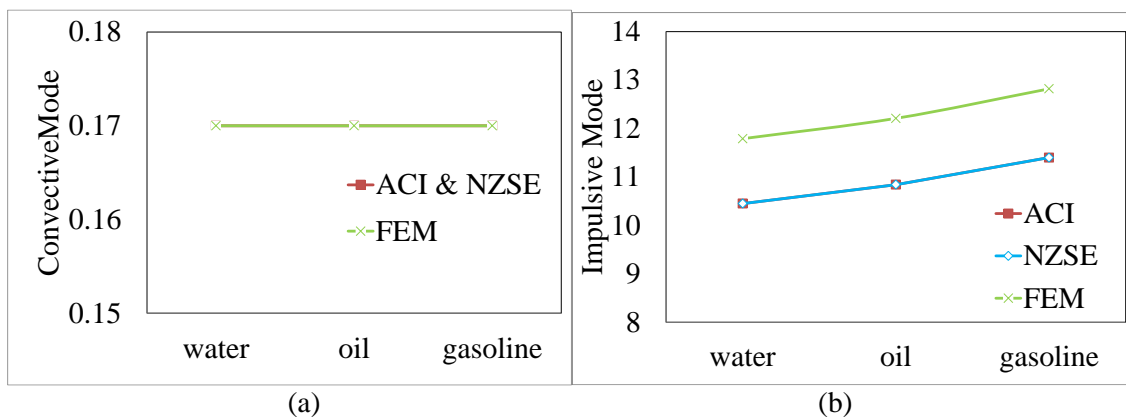 ConvectiveMode
0.18
0.17
0.16
0.15
water oil gasoline
ACI & NZSE
FEM
(a)
Impulsive Mode
14
13
12
11
10
9
8
water oil gasoline
ACI
NZSE
FEM
(b)